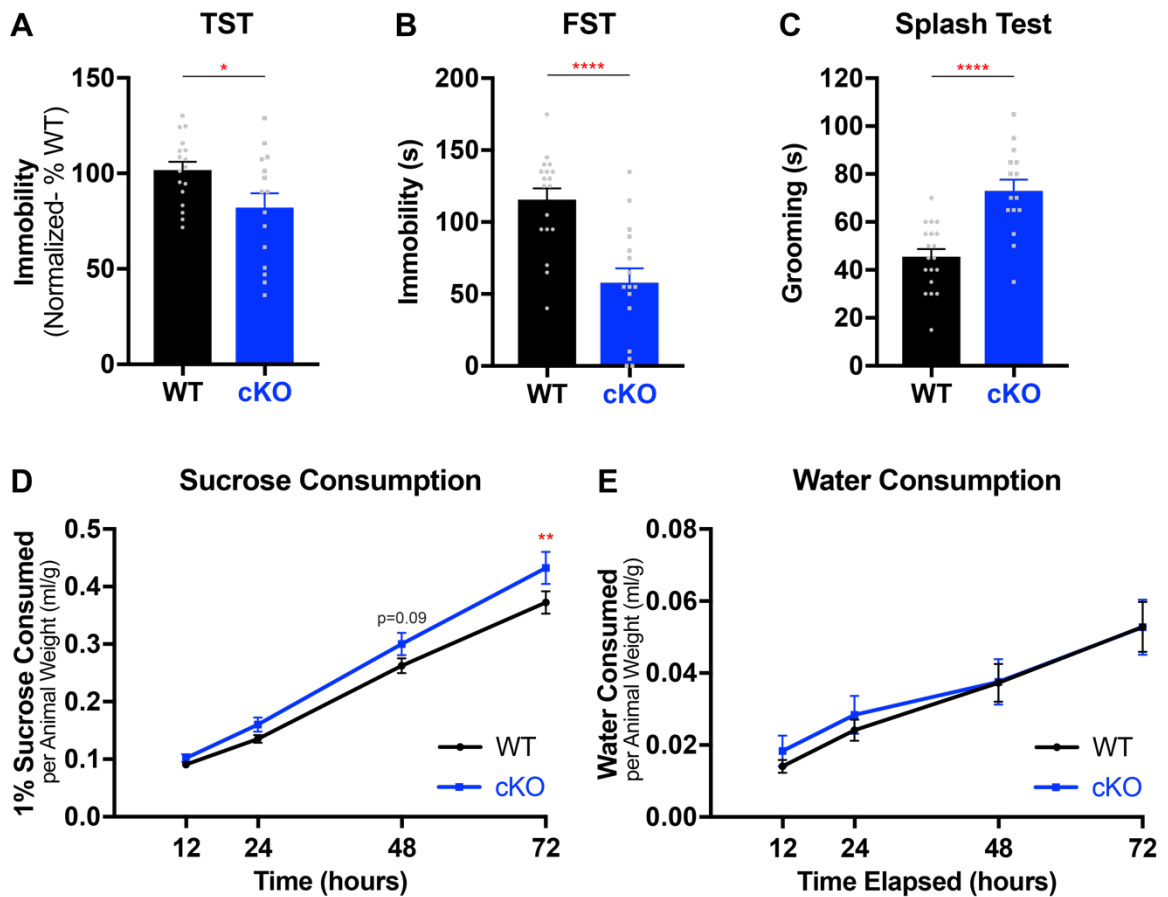 A
TST
*
Immobility
(Normalized- % WT)
150
100
50
0
WT
cKO
B
FST
****
Immobility (s)
200
150
100
50
0
WT
cKO
C
Splash Test
****
Grooming (s)
120
100
80
60
40
20
0
WT
cKO
D
Sucrose Consumption
1% Sucrose Consumed
per Animal Weight (ml/g)
0.5
0.4
0.3
0.2
0.1
0.0
**
p=0.09
WT
cKO
12
24
48
72
Time (hours)
E
Water Consumption
Water Consumed
per Animal Weight (ml/g)
0.08
0.06
0.04
0.02
0.00
WT
cKO
12
24
48
72
Time Elapsed (hours)